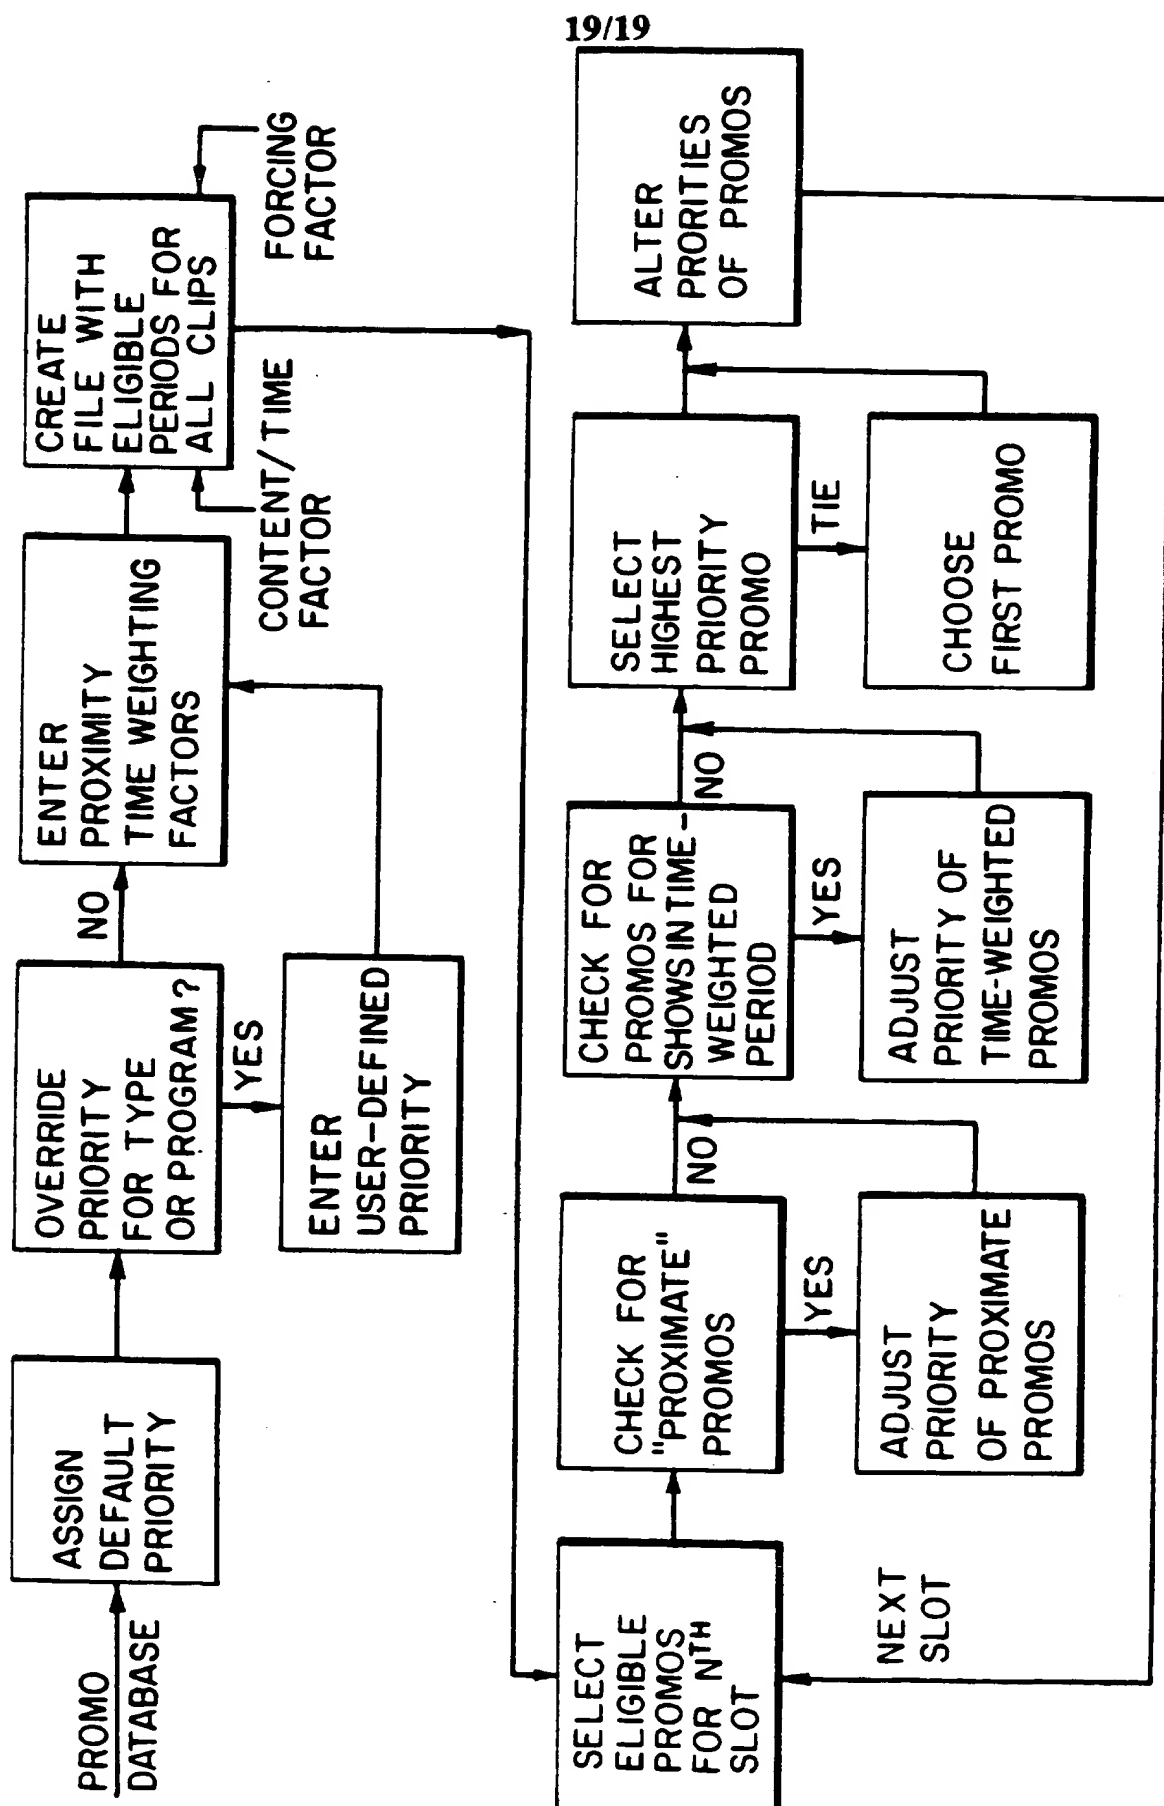 19/19
PROMO
DATABASE
ASSIGN
DEFAULT
PRIORITY
OVERRIDE
PRIORITY
FOR TYPE
OR PROGRAM?
NO
YES
ENTER
USER-DEFINED
PRIORITY
ENTER
PROXIMITY
TIME WEIGHTING
FACTORS
CREATE
FILE WITH
ELIGIBLE
PERIODS FOR
ALL CLIPS
CONTENT/TIME
FACTOR
FORCING
FACTOR
SELECT
ELIGIBLE
PROMOS
FOR NTH
SLOT
CHECK FOR
"PROXIMATE"
PROMOS
NO
YES
ADJUST
PRIORITY
OF PROXIMATE
PROMOS
CHECK FOR
PROMOS FOR
SHOWS IN TIME-
WEIGHTED
PERIOD
NO
YES
ADJUST
PRIORITY OF
TIME-WEIGHTED
PROMOS
SELECT
HIGHEST
PRIORITY
PROMO
TIE
CHOOSE
FIRST PROMO
ALTER
PRORITIES
OF PROMOS
NEXT
SLOT